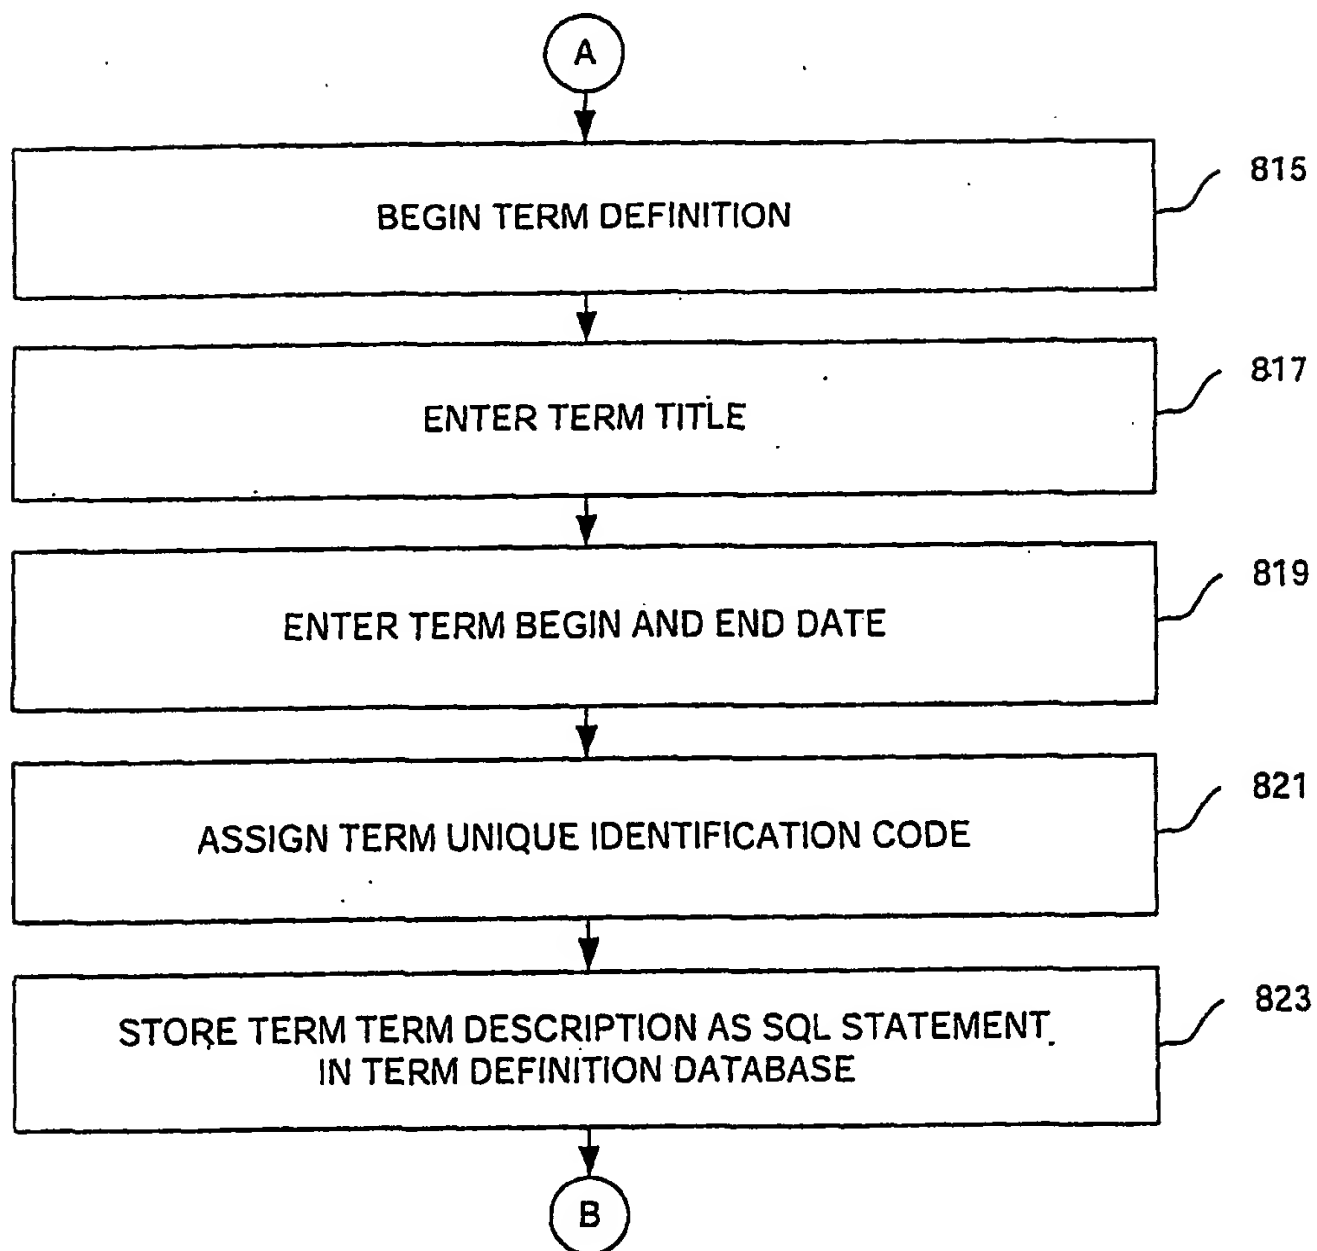 A
BEGIN TERM DEFINITION
815
ENTER TERM TITLE
817
ENTER TERM BEGIN AND END DATE
819
ASSIGN TERM UNIQUE IDENTIFICATION CODE
821
STORE TERM TERM DESCRIPTION AS SQL STATEMENT
IN TERM DEFINITION DATABASE
823
B